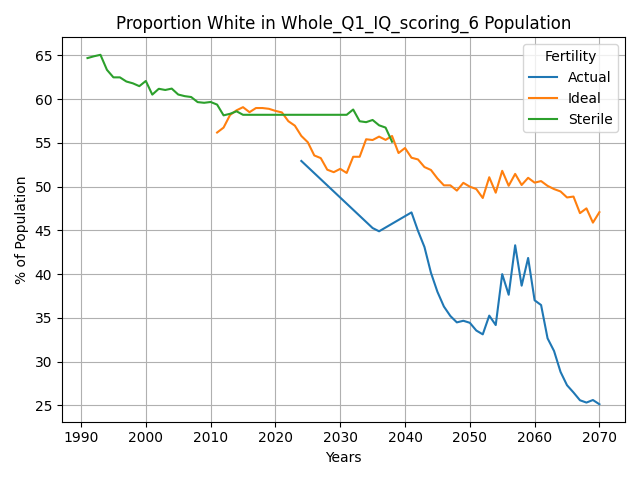 Proportion White in Whole_Q1_IQ_scoring_6 Population
Fertility
Actual
Ideal
Sterile
% of Population
65
60
55
50
45
40
35
30
25
1990 2000 2010 2020 2030 2040 2050 2060 2070
Years